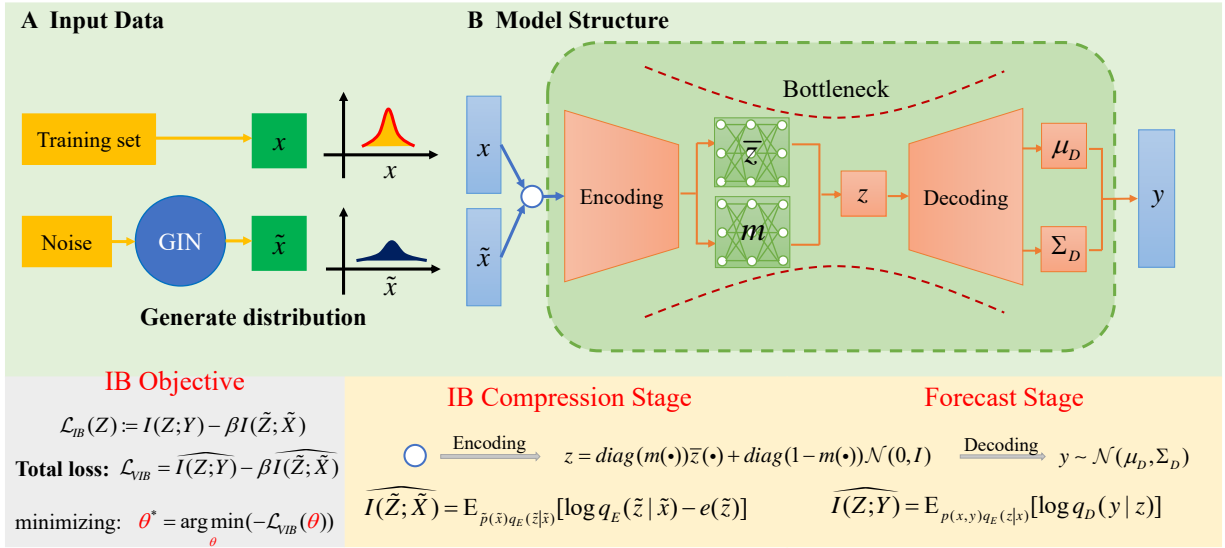 A Input Data
B Model Structure
Training set
x
x
Noise
GIN
x̃
x̃
Generate distribution
x
x̃
Bottleneck
Encoding
z̅
m
z
Decoding
μ_D
Σ_D
y
IB Objective
ℒ_IB(Z) := I(Z;Y) − βI(Z̃;X̃)
Total loss: ℒ_VIB = \widehat{I(Z;Y)} − β\widehat{I(Z̃;X̃)}
minimizing: θ* = arg min_θ(−ℒ_VIB(θ))
IB Compression Stage
Encoding
z = diag(m(•))z̅(•) + diag(1 − m(•))𝒩(0, I)
\widehat{I(Z̃;X̃)} = E_{p̃(x̃)q_E(z̃|x̃)}[log q_E(z̃ | x̃) − e(z̃)]
Forecast Stage
Decoding
y ~ 𝒩(μ_D, Σ_D)
\widehat{I(Z;Y)} = E_{p(x,y)q_E(z|x)}[log q_D(y | z)]